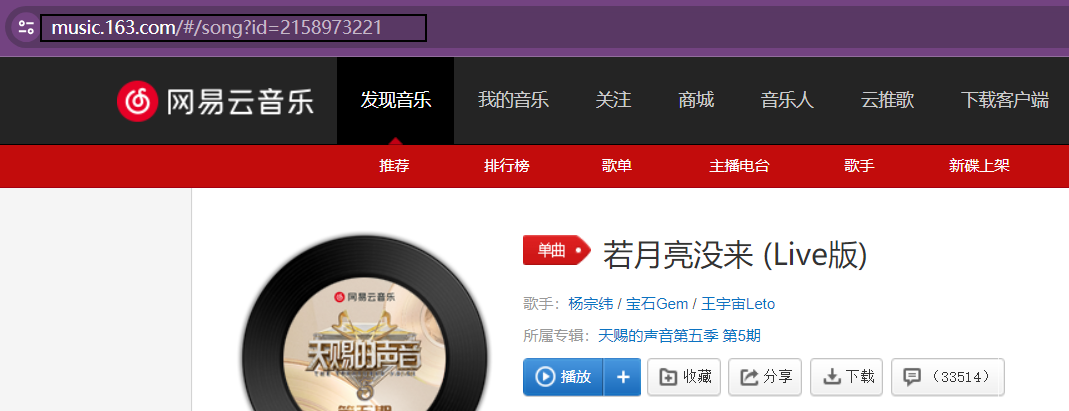 music.163.com/#/song?id=2158973221
网易云音乐 发现音乐 我的音乐 关注 商城 音乐人 云推歌 下载客户端
推荐 排行榜 歌单 主播电台 歌手 新碟上架
单曲 若月亮没来 (Live版)
歌手：杨宗纬 / 宝石Gem / 王宇宙Leto
所属专辑：天赐的声音第五季 第5期
播放 + 收藏 分享 下载 （33514）
网易云音乐
天赐的声音